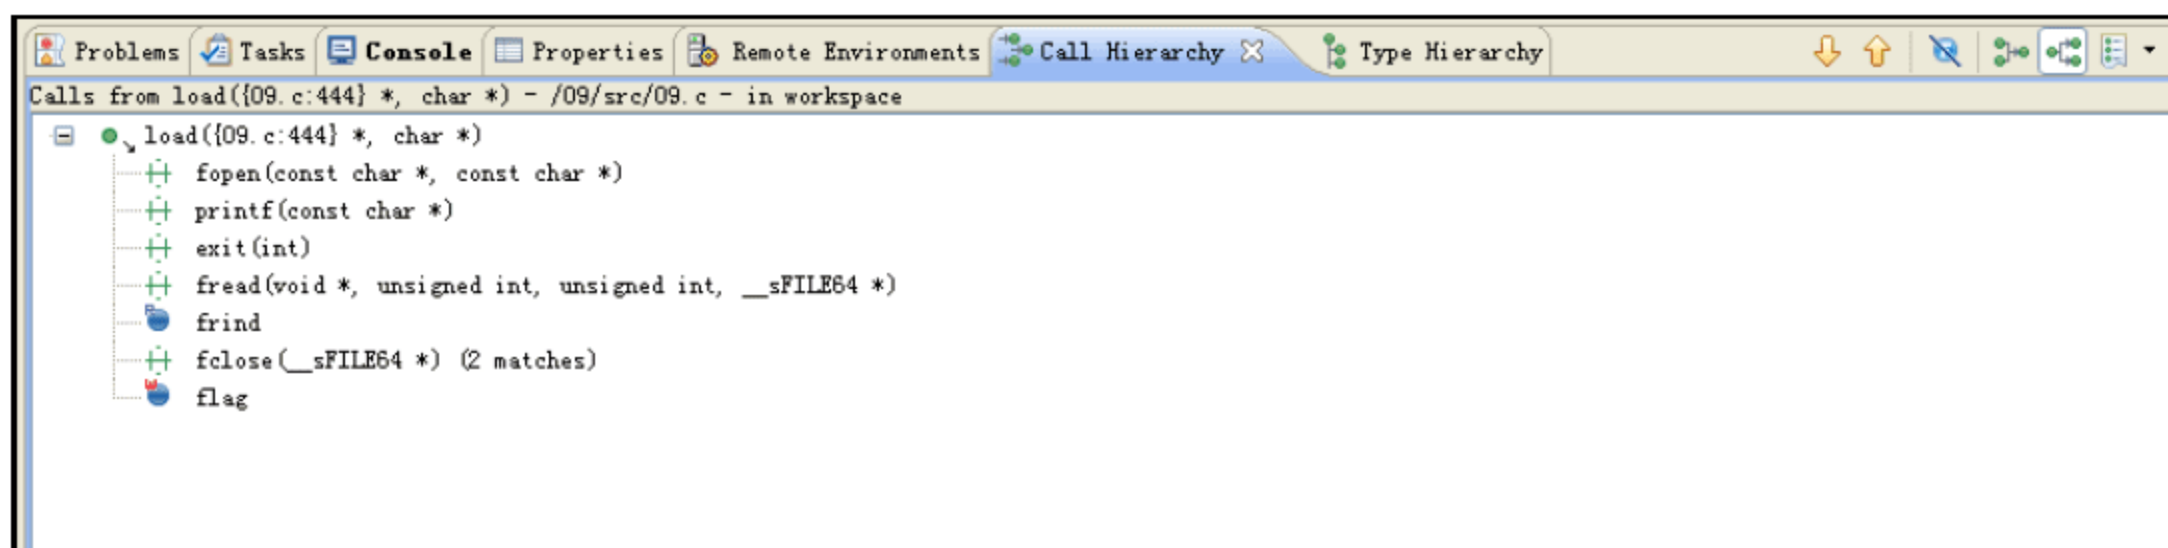 Problems Tasks Console Properties Remote Environments Call Hierarchy Type Hierarchy
Calls from load({09.c:444} *, char *) - /09/src/09.c - in workspace
load({09.c:444} *, char *)
fopen(const char *, const char *)
printf(const char *)
exit(int)
fread(void *, unsigned int, unsigned int, __sFILE64 *)
frind
fclose(__sFILE64 *) (2 matches)
flag